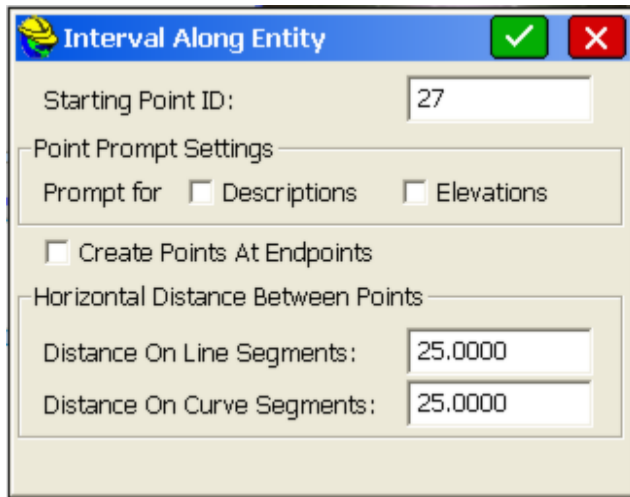 Interval Along Entity
Starting Point ID: 27
Point Prompt Settings
Prompt for Descriptions Elevations
Create Points At Endpoints
Horizontal Distance Between Points
Distance On Line Segments: 25.0000
Distance On Curve Segments: 25.0000